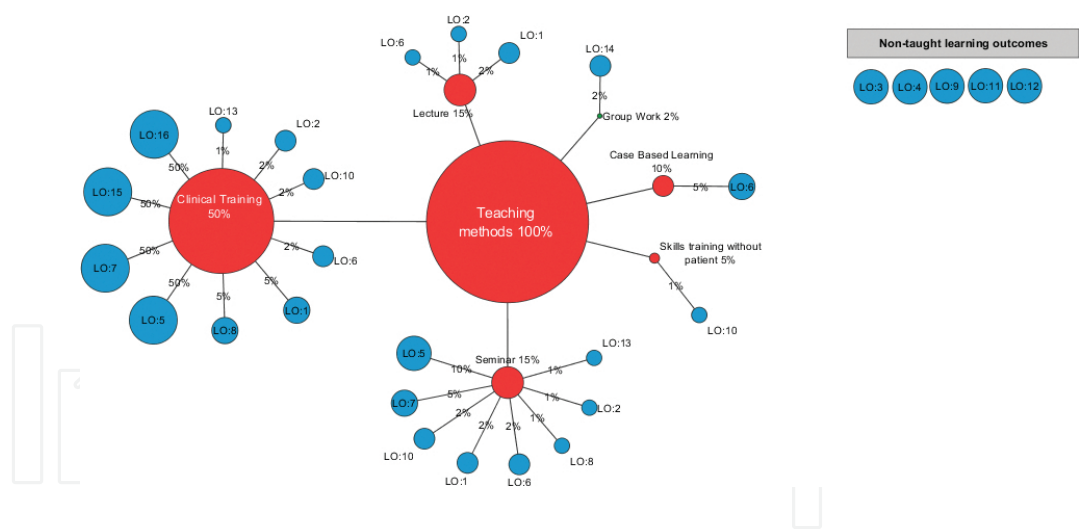 LO:2
LO:6
LO:1
1%
1%
2%
Lecture 15%
LO:14
2%
Group Work 2%
Non-taught learning outcomes
LO:3
LO:4
LO:9
LO:11
LO:12
Case Based Learning
10%
5%
LO:6
Skills training without
patient 5%
1%
LO:10
Teaching
methods 100%
LO:13
LO:16
LO:2
1%
50%
2%
LO:10
LO:15
Clinical Training
50%
2%
50%
LO:7
50%
2%
LO:6
50%
5%
5%
LO:5
LO:8
LO:1
Seminar 15%
LO:13
LO:5
10%
1%
LO:7
5%
1%
LO:2
2%
1%
2%
2%
LO:10
LO:8
LO:1
LO:6